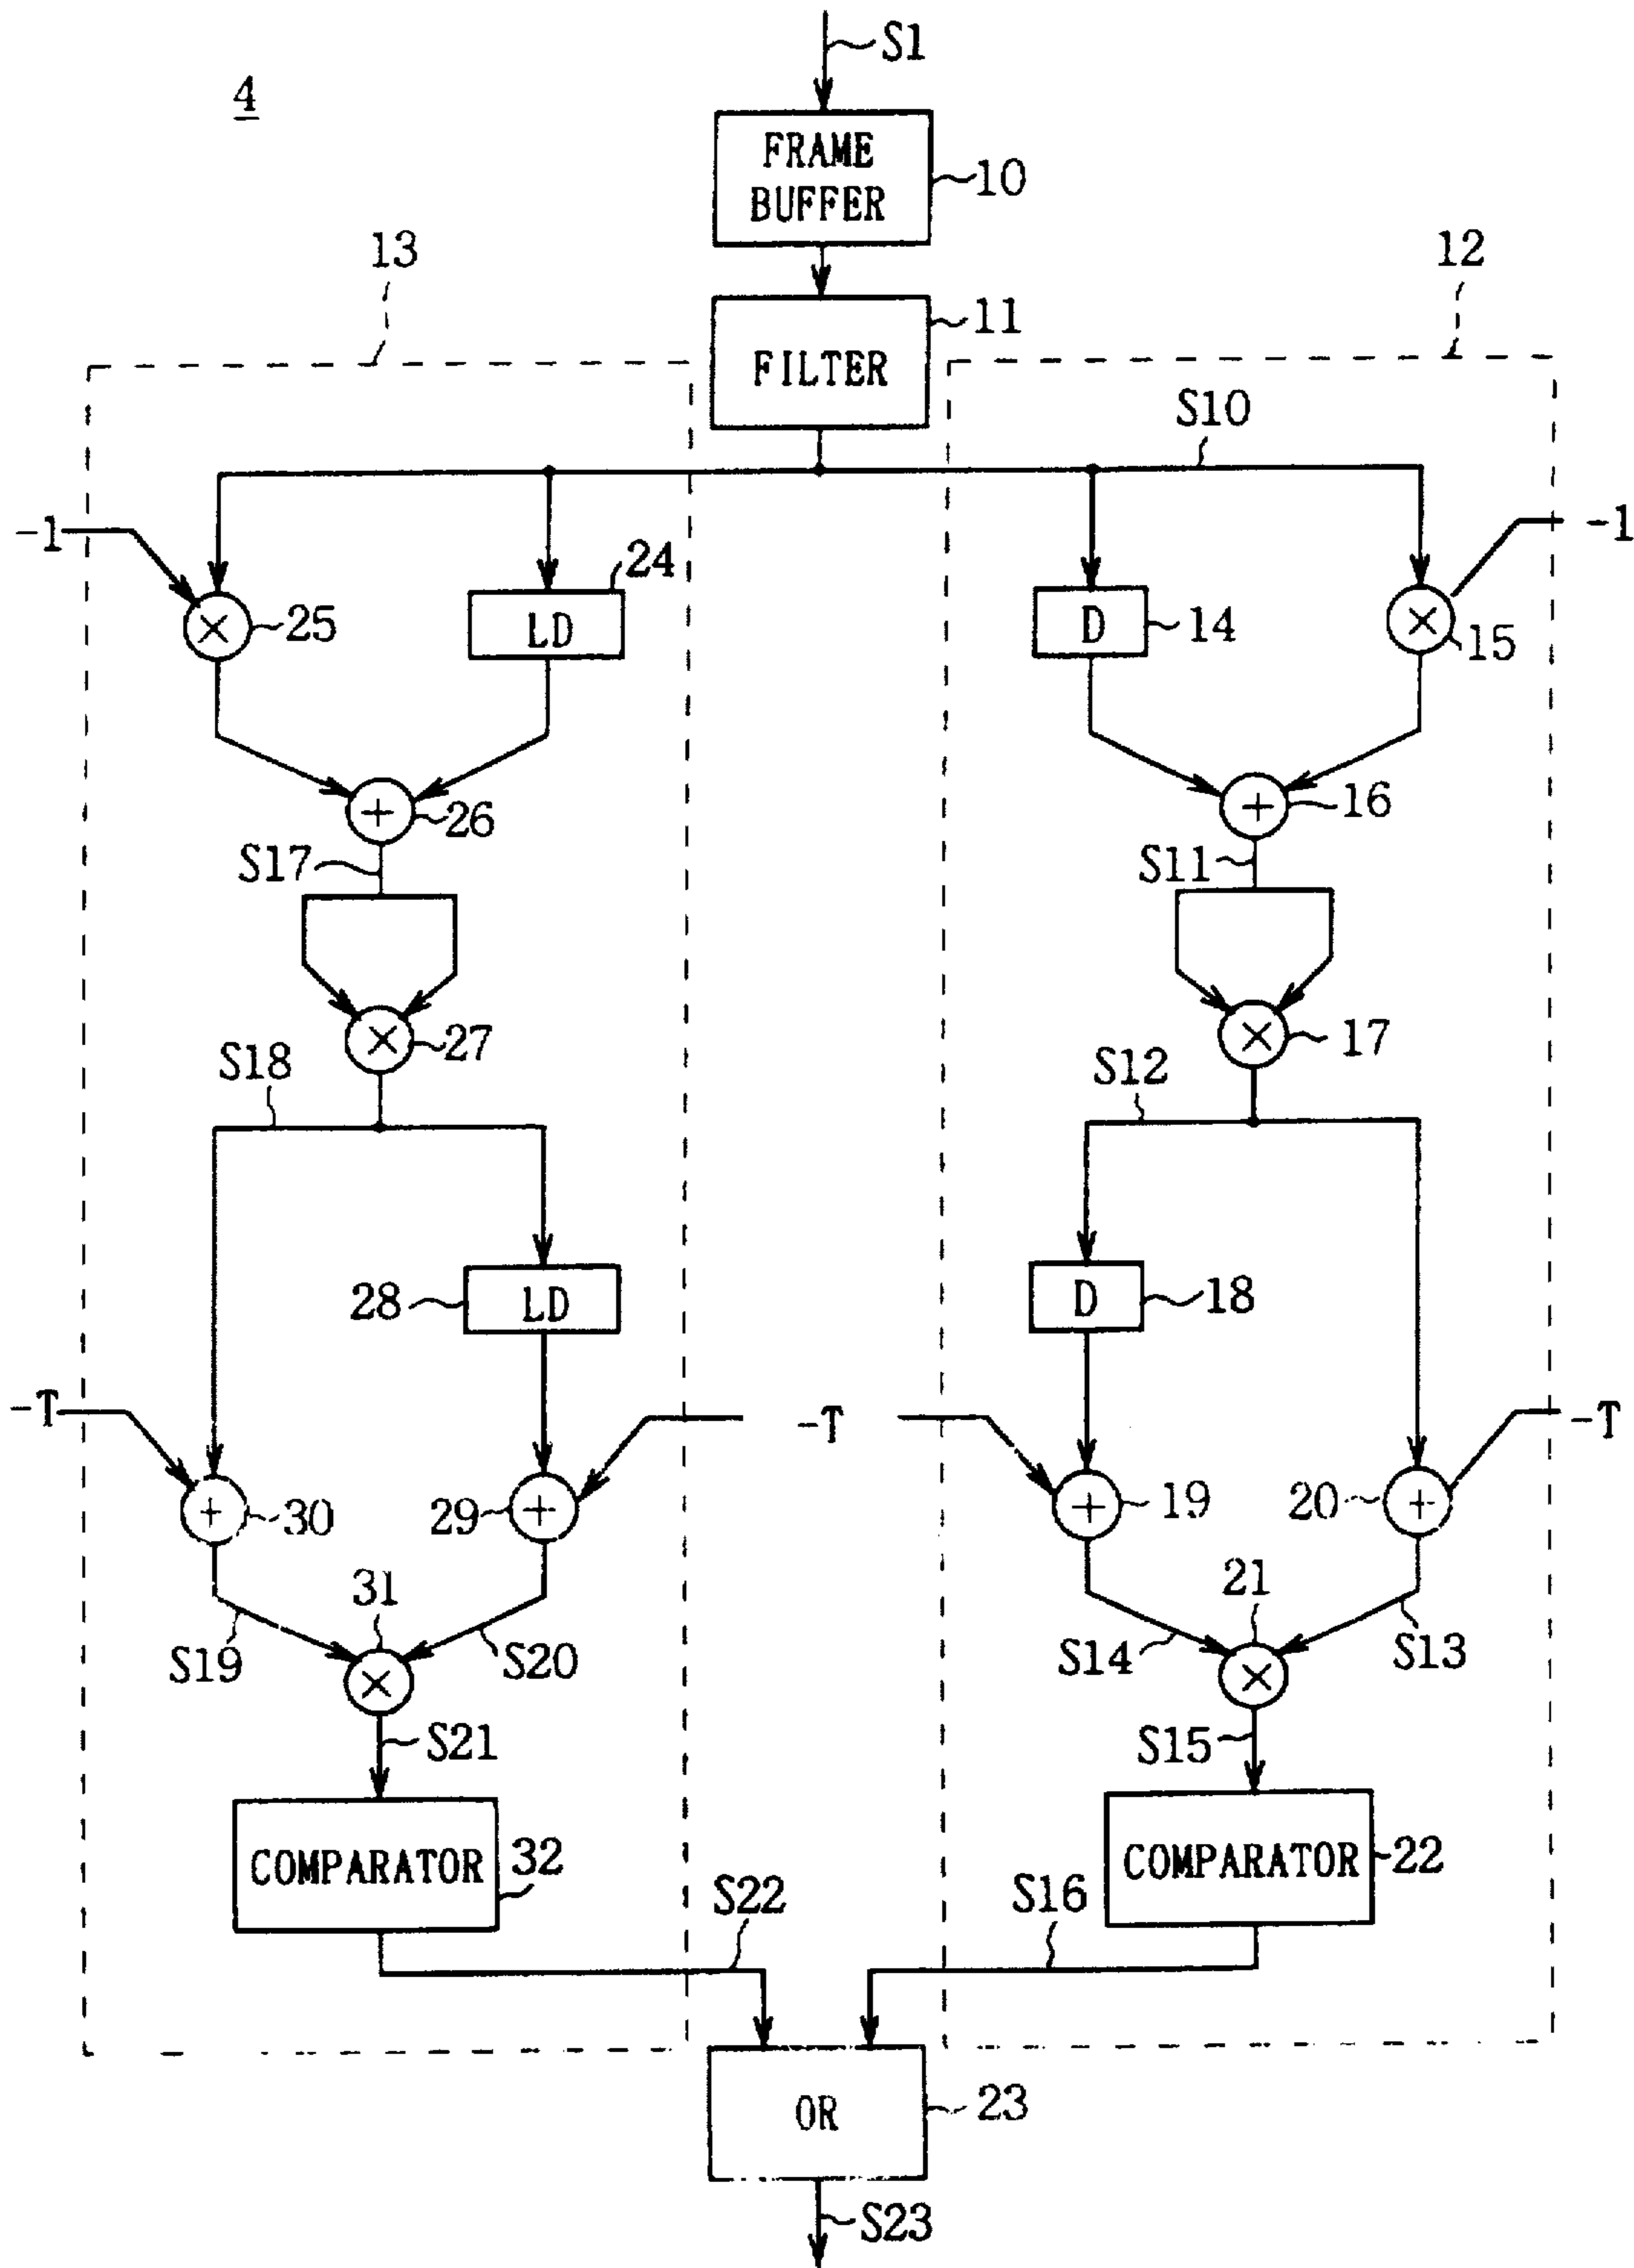 S1
4
FRAME
BUFFER
10
13
12
11
FILTER
S10
-1
-1
24
25
LD
D
14
15
26
16
S17
S11
27
17
S18
S12
28
LD
D
18
-T
-T
-T
30
29
19
20
31
21
S19
S20
S14
S13
S21
S15
COMPARATOR
32
COMPARATOR
22
S22
S16
OR
23
S23